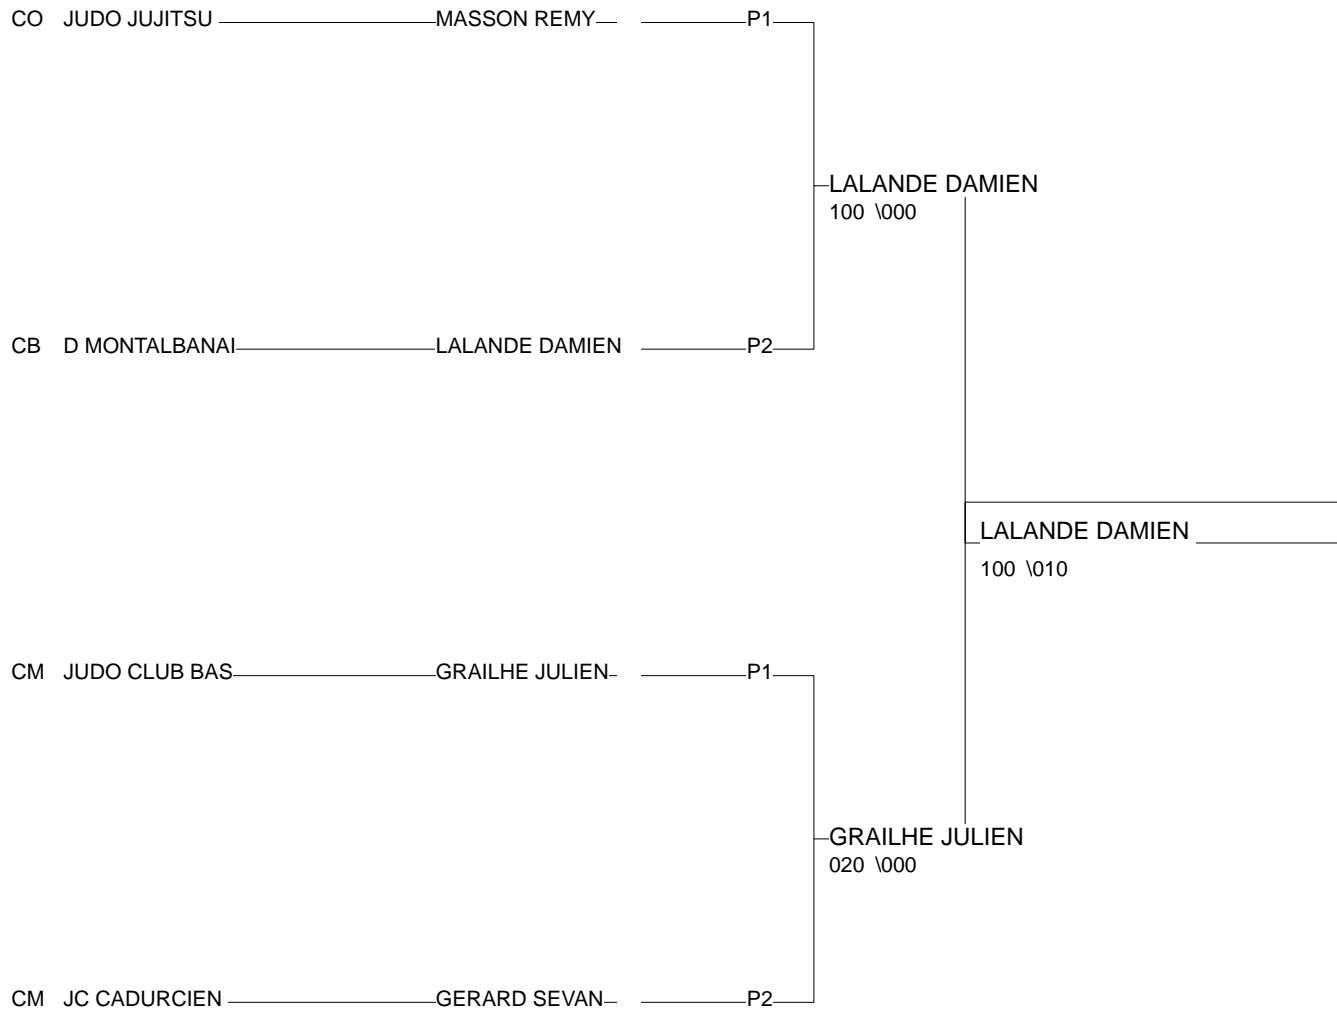 CO JUDO JUJITSU MASSON REMY P1
LALANDE DAMIEN
100 \000
CB D MONTALBANAI LALANDE DAMIEN P2
LALANDE DAMIEN
100 \010
CM JUDO CLUB BAS GRAILHE JULIEN P1
GRAILHE JULIEN
020 \000
CM JC CADURCIEN GERARD SEVAN P2